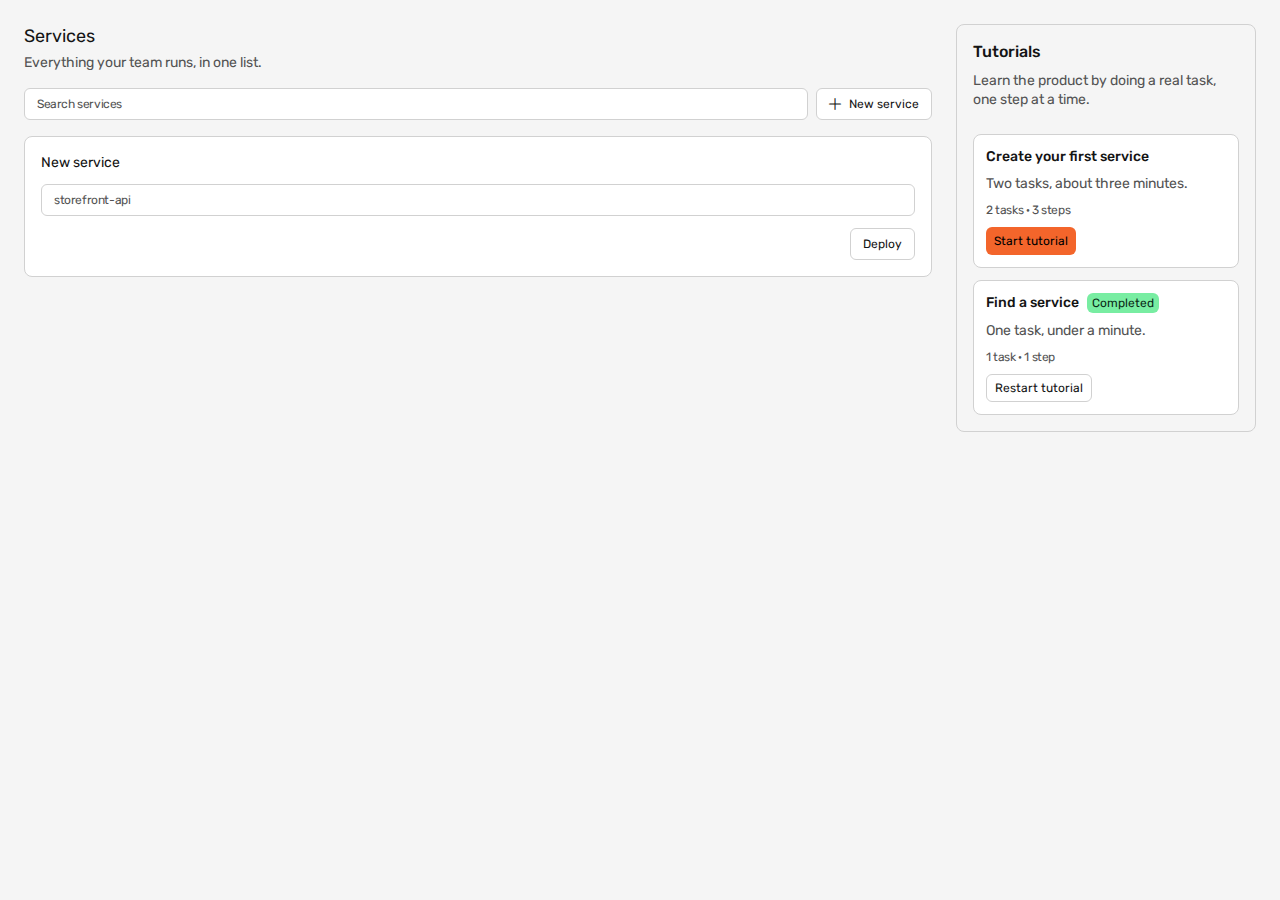 Services
Everything your team runs, in one list.
Search services
New service
New service
storefront-api
Deploy
Tutorials
Learn the product by doing a real task,
one step at a time.
Create your first service
Two tasks, about three minutes.
2 tasks • 3 steps
Start tutorial
Find a service
Completed
One task, under a minute.
1 task • 1 step
Restart tutorial